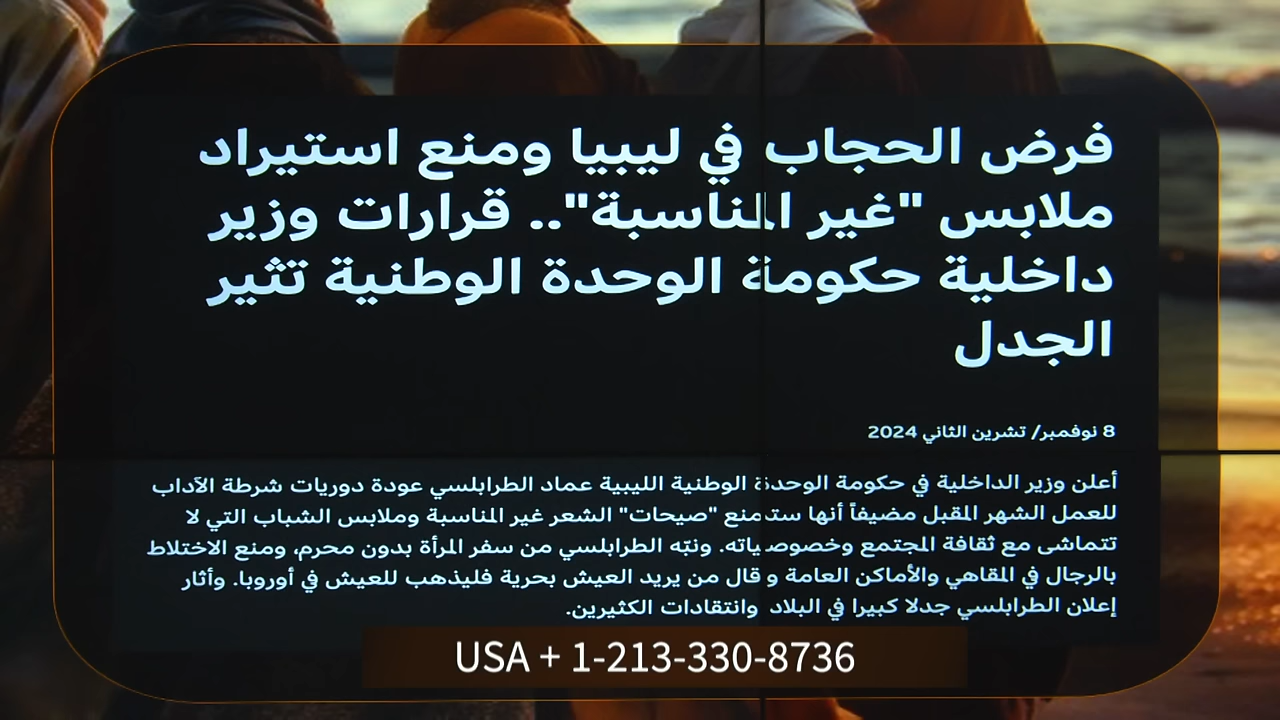 فرض الحجاب في ليبيا ومنع استيراد
ملابس "غير المناسبة".. قرارات وزير
داخلية حكومة الوحدة الوطنية تثير
الجدل
8 نوفمبر/ تشرين الثاني 2024
أعلن وزير الداخلية في حكومة الوحدة الوطنية الليبية عماد الطرابلسي عودة دوريات شرطة الآداب
للعمل الشهر المقبل مضيفاً أنها ستمنع "صيحات" الشعر غير المناسبة وملابس الشباب التي لا
تتماشى مع ثقافة المجتمع وخصوصياته. ونبّه الطرابلسي من سفر المرأة بدون محرم، ومنع الاختلاط
بالرجال في المقاهي والأماكن العامة و قال من يريد العيش بحرية فليذهب للعيش في أوروبا. وأثار
إعلان الطرابلسي جدلا كبيرا في البلاد وانتقادات الكثيرين.
USA + 1-213-330-8736